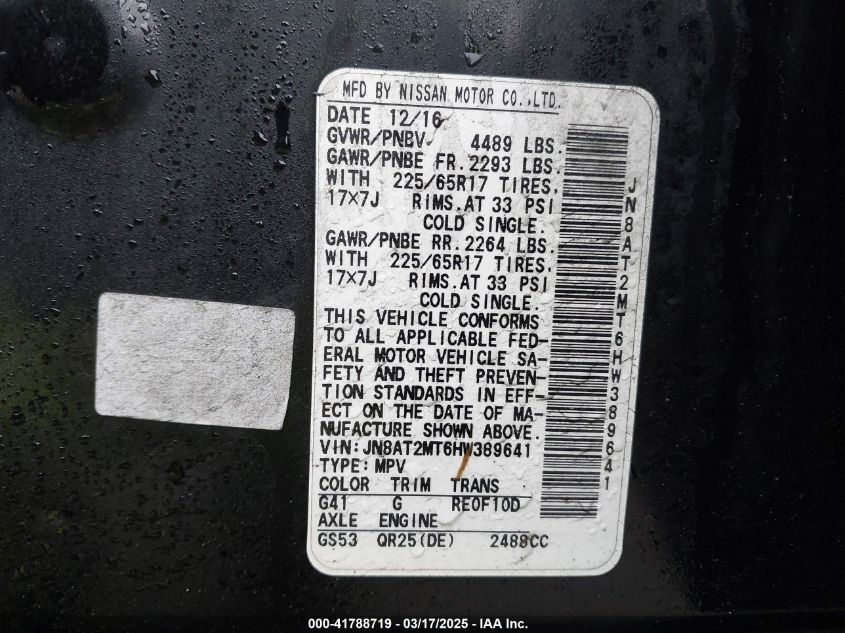 MFD BY NISSAN MOTOR CO.,LTD.
DATE 12/16
GVWR/PNBV 4489 LBS.
GAWR/PNBE FR. 2293 LBS.
WITH 225/65R17 TIRES,
17×7J RIMS. AT 33 PSI
COLD SINGLE.
GAWR/PNBE RR. 2264 LBS.
WITH 225/65R17 TIRES,
17×7J RIMS. AT 33 PSI
COLD SINGLE.
THIS VEHICLE CONFORMS
TO ALL APPLICABLE FED-
ERAL MOTOR VEHICLE SA-
FETY AND THEFT PREVEN-
TION STANDARDS IN EFF-
ECT ON THE DATE OF MA-
NUFACTURE SHOWN ABOVE.
VIN:JN8AT2MT6HW389641
TYPE:MPV
COLOR TRIM TRANS
G41 G RE0F10D
AXLE ENGINE
GS53 QR25(DE) 2488CC
JN8AT2MT6HW389641
000-41788719 - 03/17/2025 - IAA Inc.